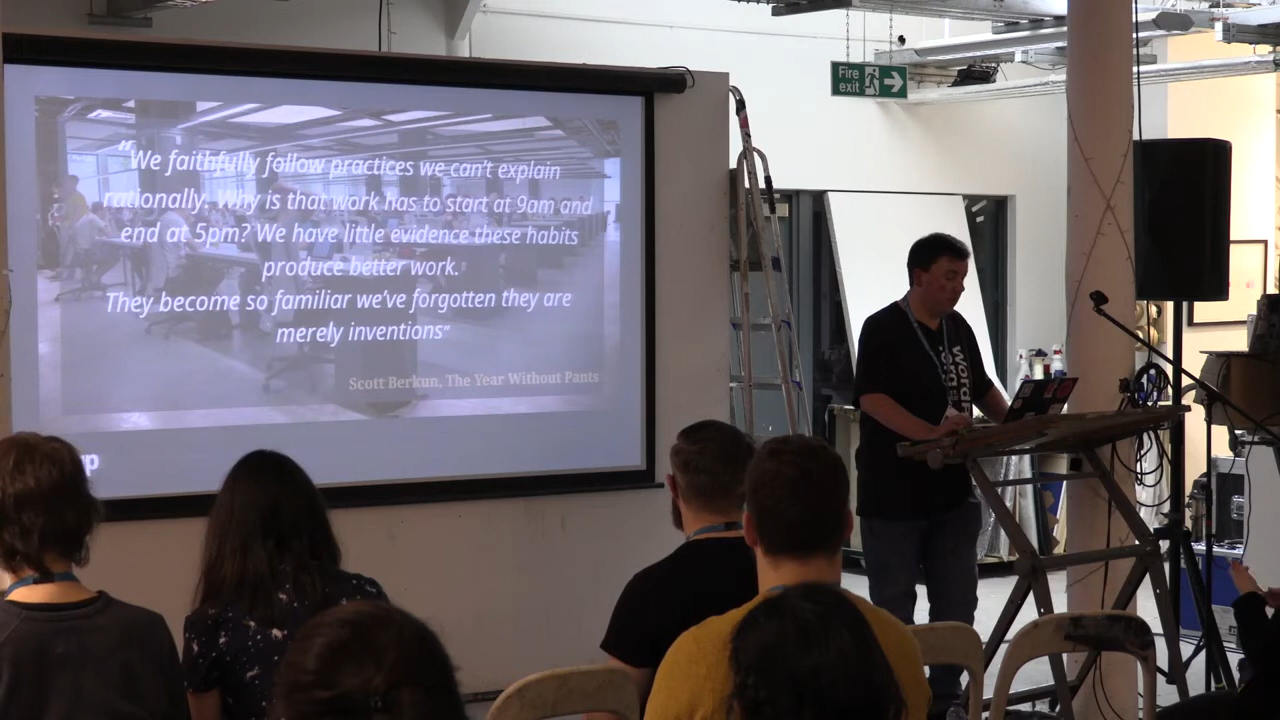 "We faithfully follow practices we can't explain
rationally. Why is that work has to start at 9am and
end at 5pm? We have little evidence these habits
produce better work.
They become so familiar we've forgotten they are
merely inventions"
Scott Berkun, The Year Without Pants
Fire
exit